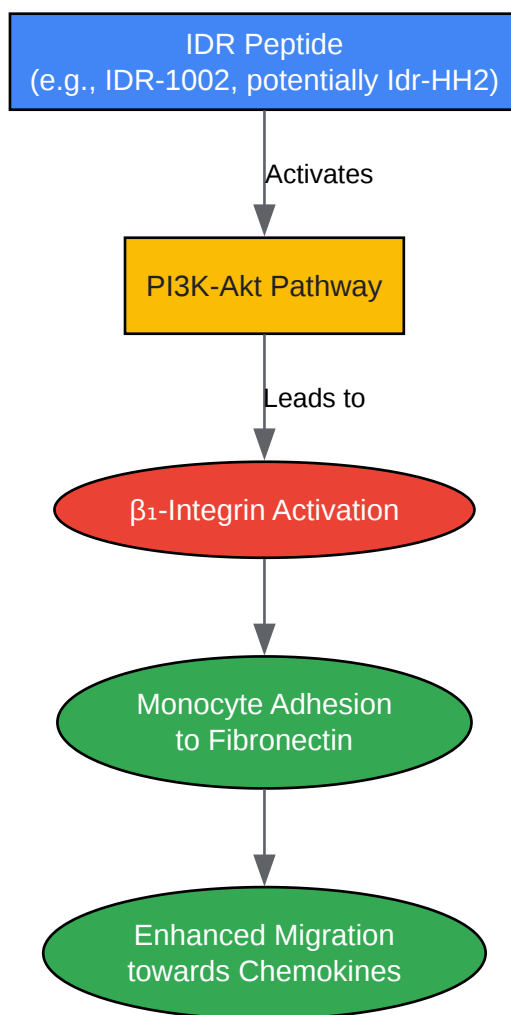 IDR Peptide
(e.g., IDR-1002, potentially Idr-HH2)
Activates
PI3K-Akt Pathway
Leads to
β₁-Integrin Activation
Monocyte Adhesion
to Fibronectin
Enhanced Migration
towards Chemokines